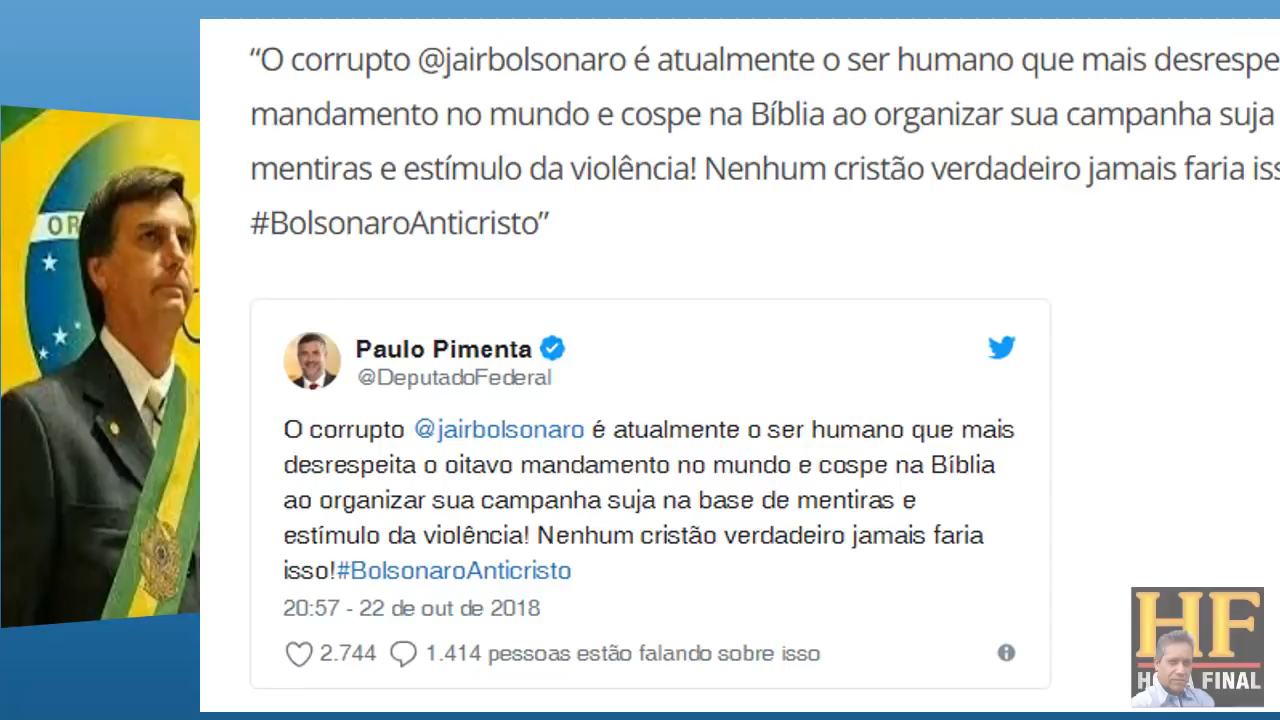 “O corrupto @jairbolsonaro é atualmente o ser humano que mais desrespe
mandamento no mundo e cospe na Bíblia ao organizar sua campanha suja
mentiras e estímulo da violência! Nenhum cristão verdadeiro jamais faria iss
#BolsonaroAnticristo”
OR
Paulo Pimenta
@DeputadoFederal
O corrupto @jairbolsonaro é atualmente o ser humano que mais
desrespeita o oitavo mandamento no mundo e cospe na Bíblia
ao organizar sua campanha suja na base de mentiras e
estímulo da violência! Nenhum cristão verdadeiro jamais faria
isso!#BolsonaroAnticristo
20:57 - 22 de out de 2018
2.744 1.414 pessoas estão falando sobre isso
HF
HORA FINAL